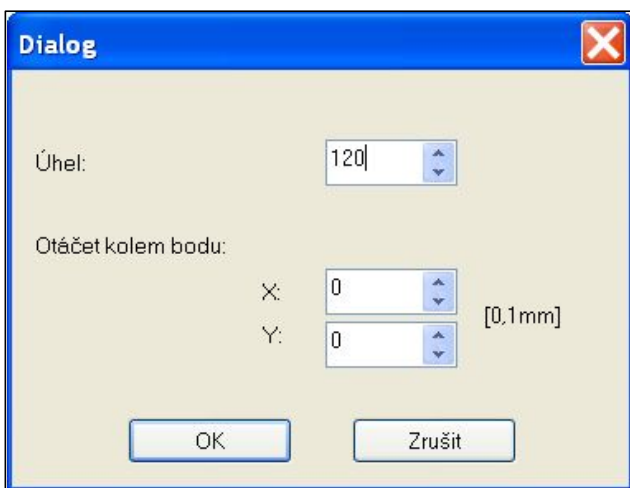 Dialog
Úhel:
120
Otáčet kolem bodu:
X:
0
[0,1mm]
Y:
0
OK
Zrušit